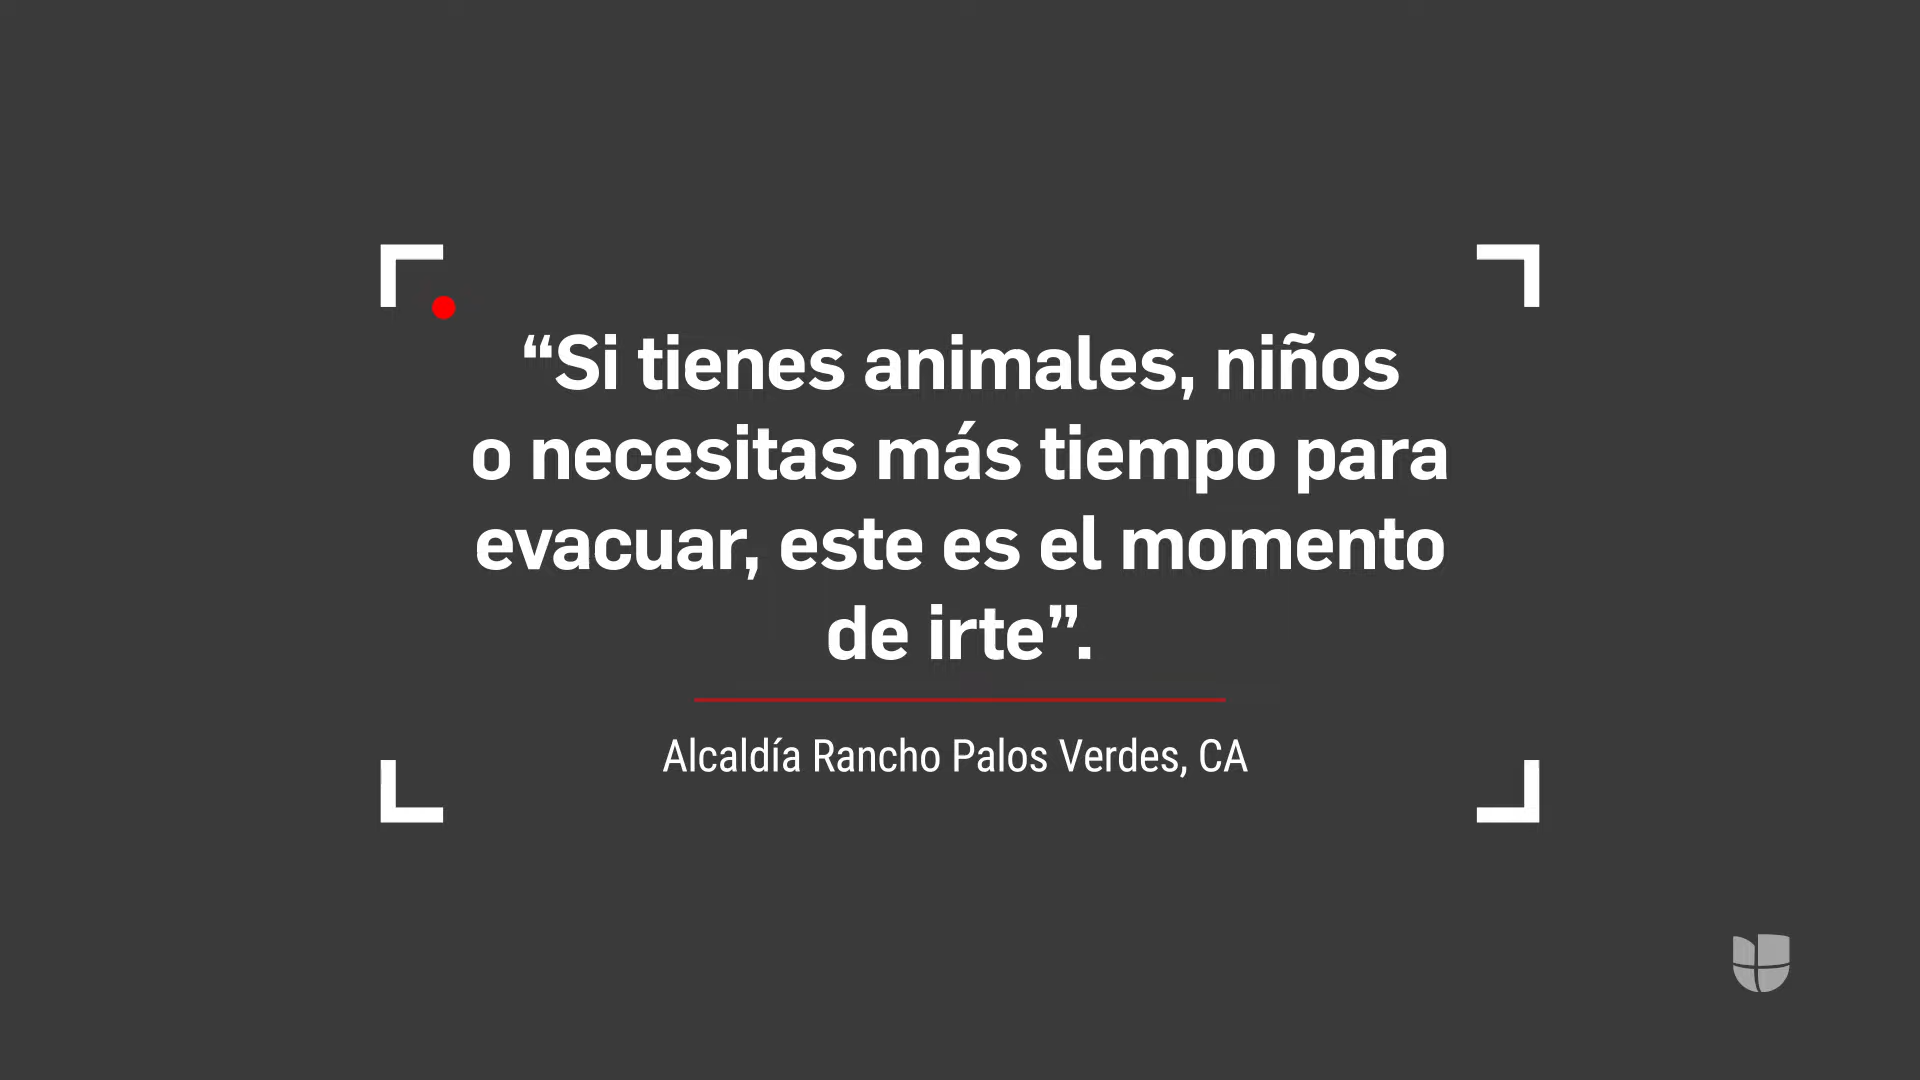 “Si tienes animales, niños
o necesitas más tiempo para
evacuar, este es el momento
de irte”.
Alcaldía Rancho Palos Verdes, CA